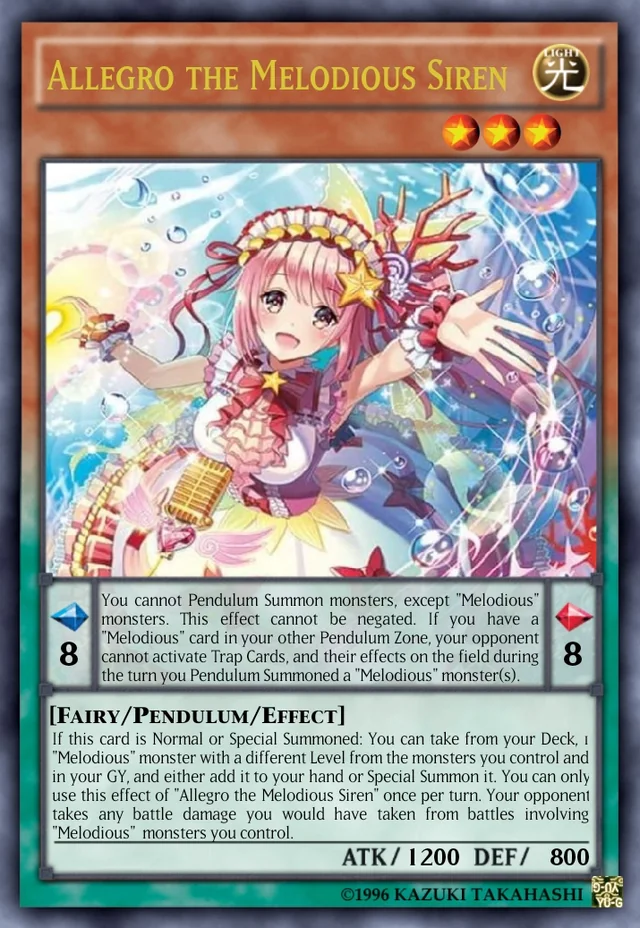 Allegro the Melodious Siren
LIGHT
光
You cannot Pendulum Summon monsters, except "Melodious"
monsters. This effect cannot be negated. If you have a
"Melodious" card in your other Pendulum Zone, your opponent
cannot activate Trap Cards, and their effects on the field during
the turn you Pendulum Summoned a "Melodious" monster(s).
8
8
[Fairy/Pendulum/Effect]
If this card is Normal or Special Summoned: You can take from your Deck, 1
"Melodious" monster with a different Level from the monsters you control and
in your GY, and either add it to your hand or Special Summon it. You can only
use this effect of "Allegro the Melodious Siren" once per turn. Your opponent
takes any battle damage you would have taken from battles involving
"Melodious" monsters you control.
ATK/ 1200 DEF/ 800
©1996 KAZUKI TAKAHASHI